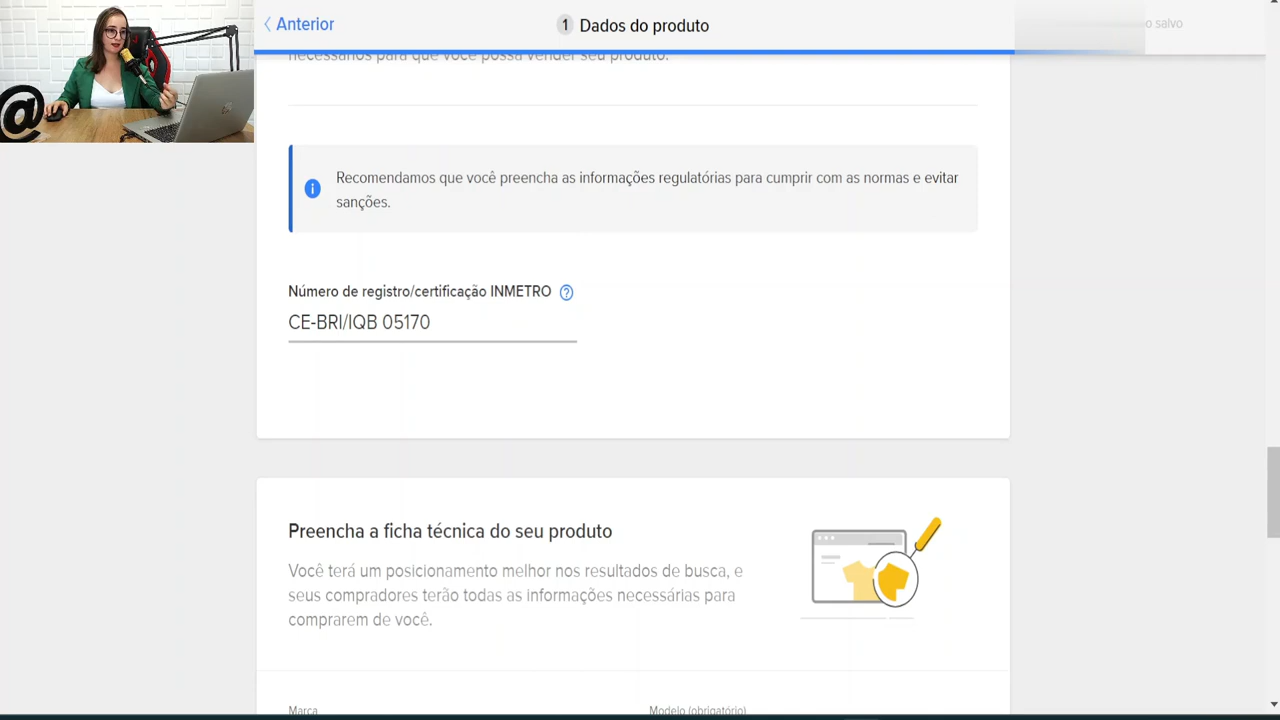 Anterior
1 Dados do produto
o salvo
necessários para que você possa vender seu produto.
Recomendamos que você preencha as informações regulatórias para cumprir com as normas e evitar
sanções.
Número de registro/certificação INMETRO ?
CE-BRI/IQB 05170
Preencha a ficha técnica do seu produto
Você terá um posicionamento melhor nos resultados de busca, e
seus compradores terão todas as informações necessárias para
comprarem de você.
Marca
Modelo (obrigatório)
@